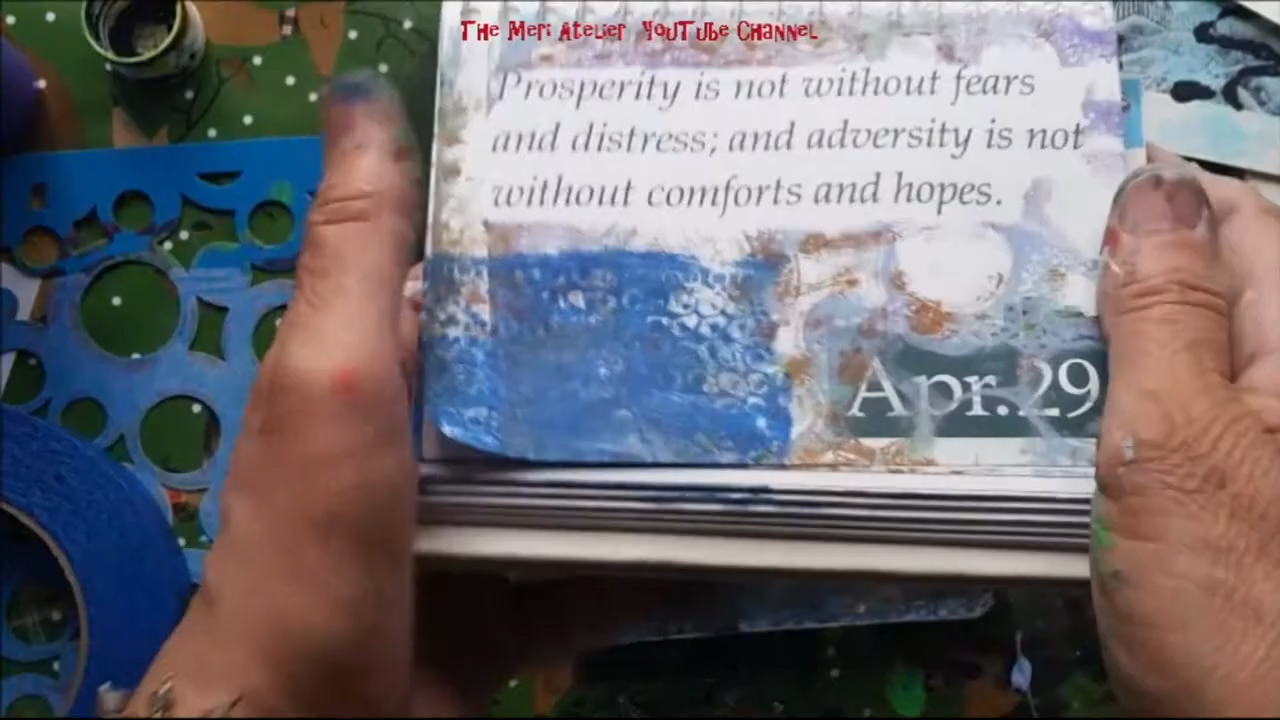 The Meri Atelier YouTube Channel
Prosperity is not without fears
and distress; and adversity is not
without comforts and hopes.
Apr.29